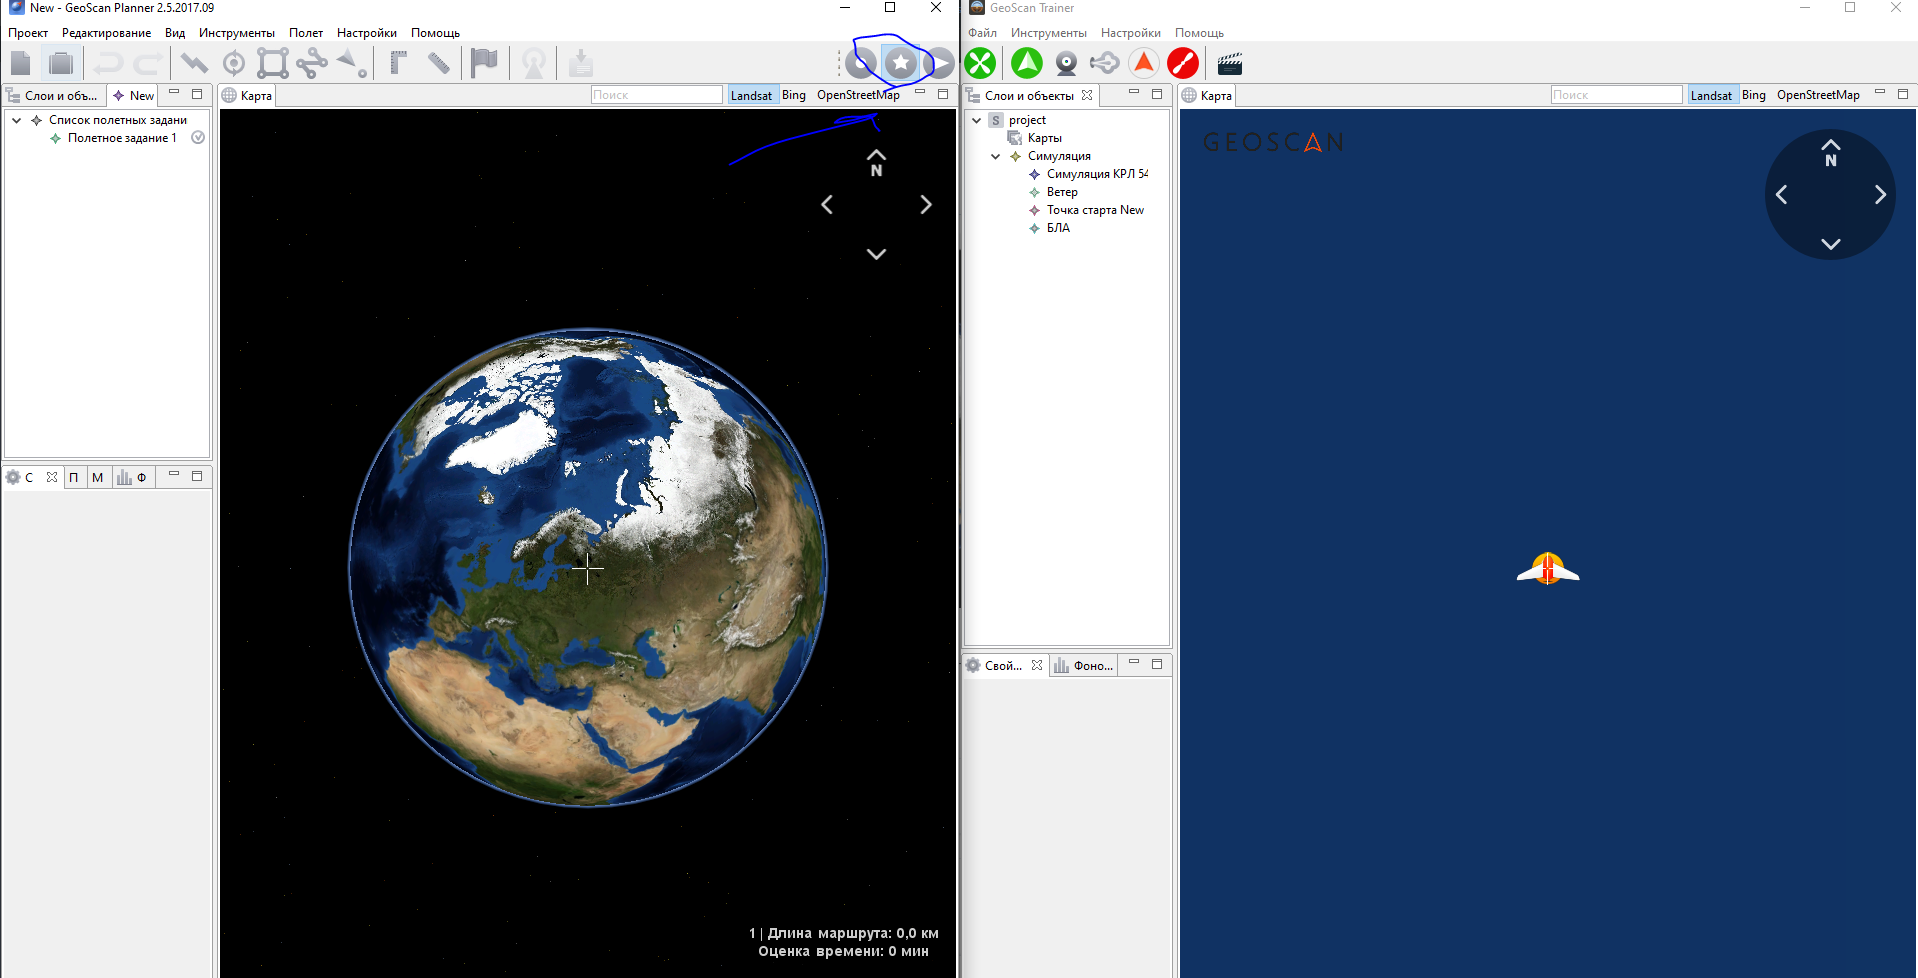 New - GeoScan Planner 2.5.2017.09
Проект Редактирование Вид Инструменты Полет Настройки Помощь
Слои и объ... New
Список полетных задани
Полетное задание 1
С П М Ф
Карта Поиск Landsat Bing OpenStreetMap
N
1 | Длина маршрута: 0,0 км
Оценка времени: 0 мин
GeoScan Trainer
Файл Инструменты Настройки Помощь
Слои и объекты
S project
Карты
Симуляция
Симуляция КРЛ 54
Ветер
Точка старта New
БЛА
Свой... Фоно...
Карта Поиск Landsat Bing OpenStreetMap
GEOSCAN
N